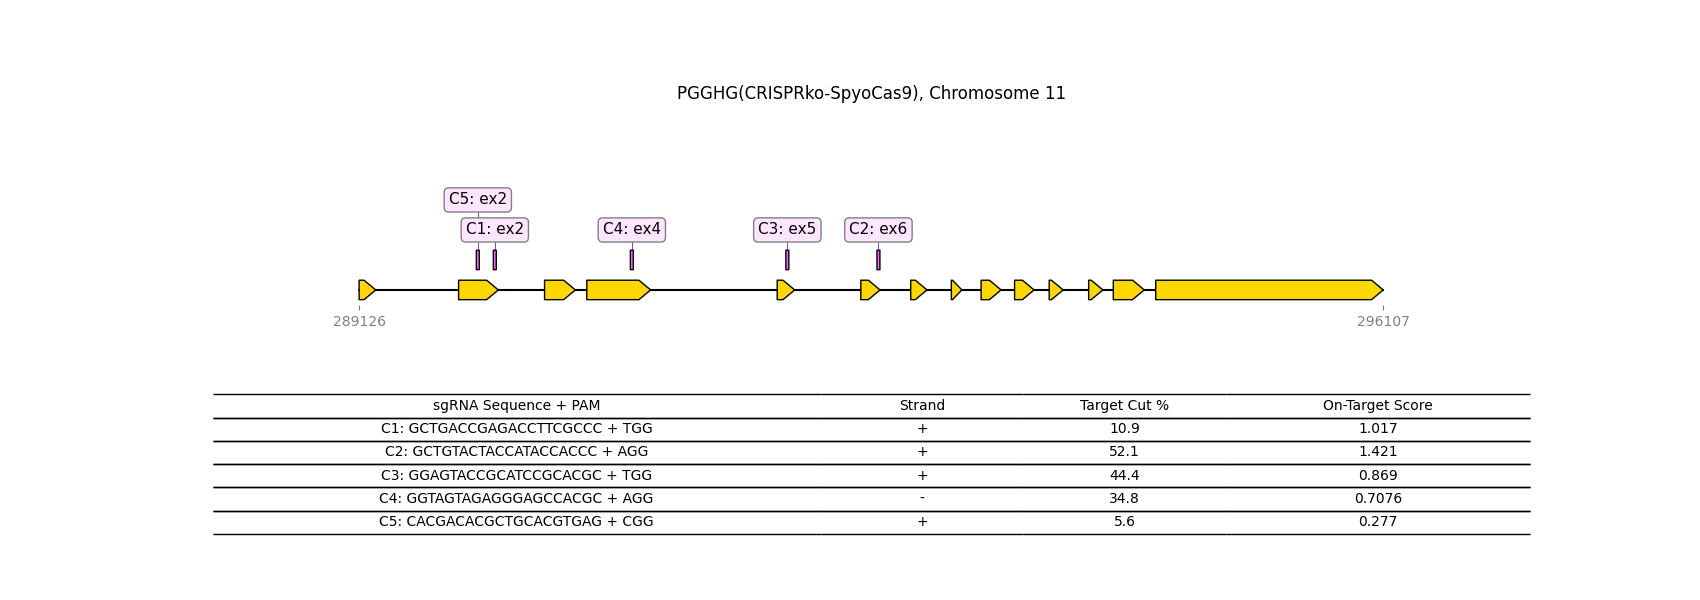 PGGHG(CRISPRko-SpyoCas9), Chromosome 11
C5: ex2
C1: ex2 C4: ex4 C3: ex5 C2: ex6
289126 296107
sgRNA Sequence + PAM Strand Target Cut % On-Target Score
C1: GCTGACCGAGACCTTCGCCC + TGG + 10.9 1.017
C2: GCTGTACTACCATACCACCC + AGG + 52.1 1.421
C3: GGAGTACCGCATCCGCACGC + TGG + 44.4 0.869
C4: GGTAGTAGAGGGAGCCACGC + AGG - 34.8 0.7076
C5: CACGACACGCTGCACGTGAG + CGG + 5.6 0.277